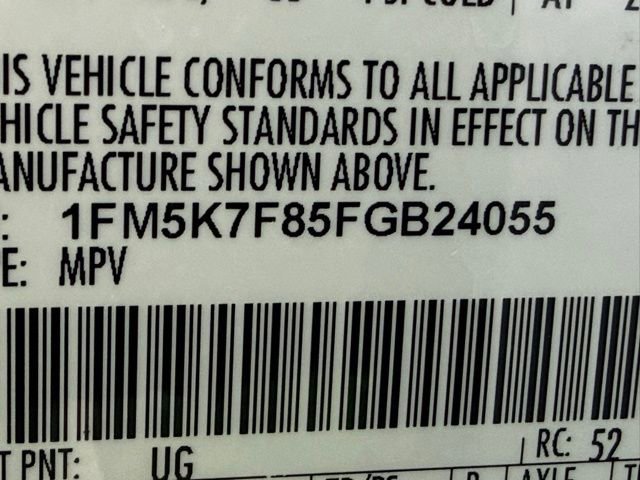 IS VEHICLE CONFORMS TO ALL APPLICABLE
HICLE SAFETY STANDARDS IN EFFECT ON TH
ANUFACTURE SHOWN ABOVE.
: 1FM5K7F85FGB24055
E: MPV
RC: 52
T PNT: UG
AXLE